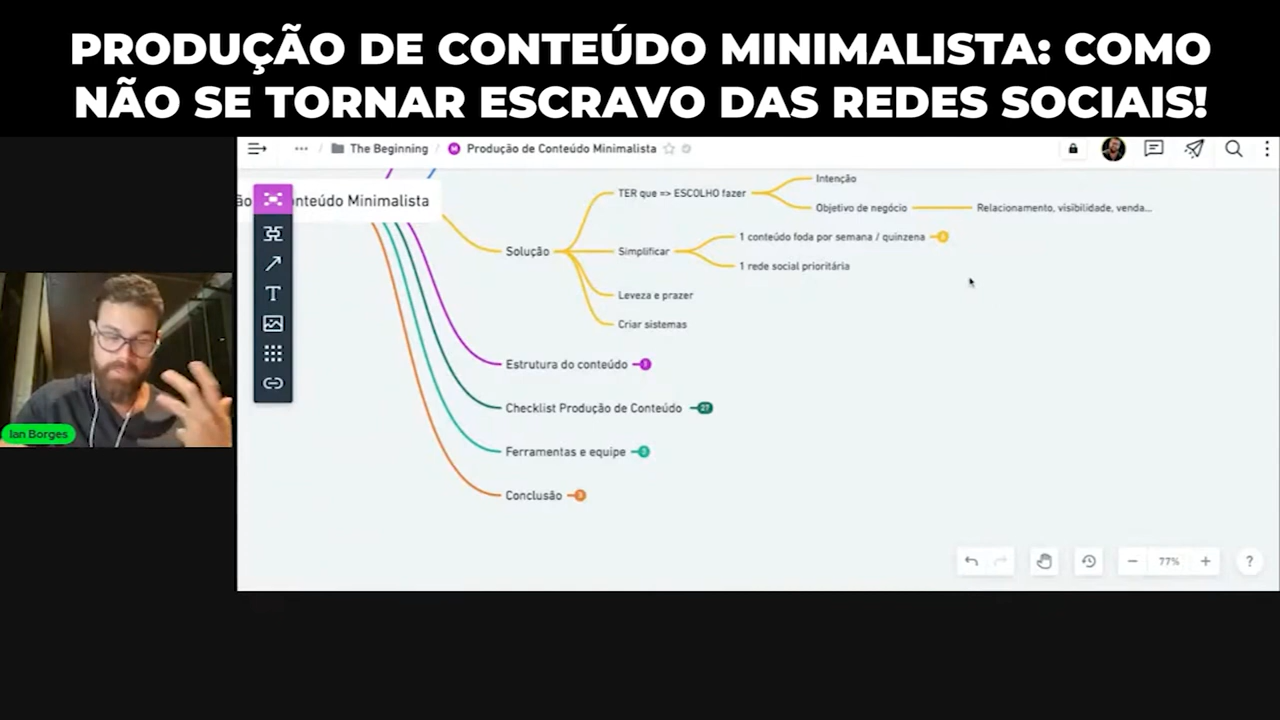 PRODUÇÃO DE CONTEÚDO MINIMALISTA: COMO
NÃO SE TORNAR ESCRAVO DAS REDES SOCIAIS!
... / The Beginning / M Produção de Conteúdo Minimalista
ão nteúdo Minimalista
Solução
TER que => ESCOLHO fazer
Intenção
Objetivo de negócio
Relacionamento, visibilidade, venda...
Simplificar
1 conteúdo foda por semana / quinzena
1 rede social prioritária
Leveza e prazer
Criar sistemas
Estrutura do conteúdo
Checklist Produção de Conteúdo 27
Ferramentas e equipe
Conclusão
Ian Borges
T
− 77% + ?